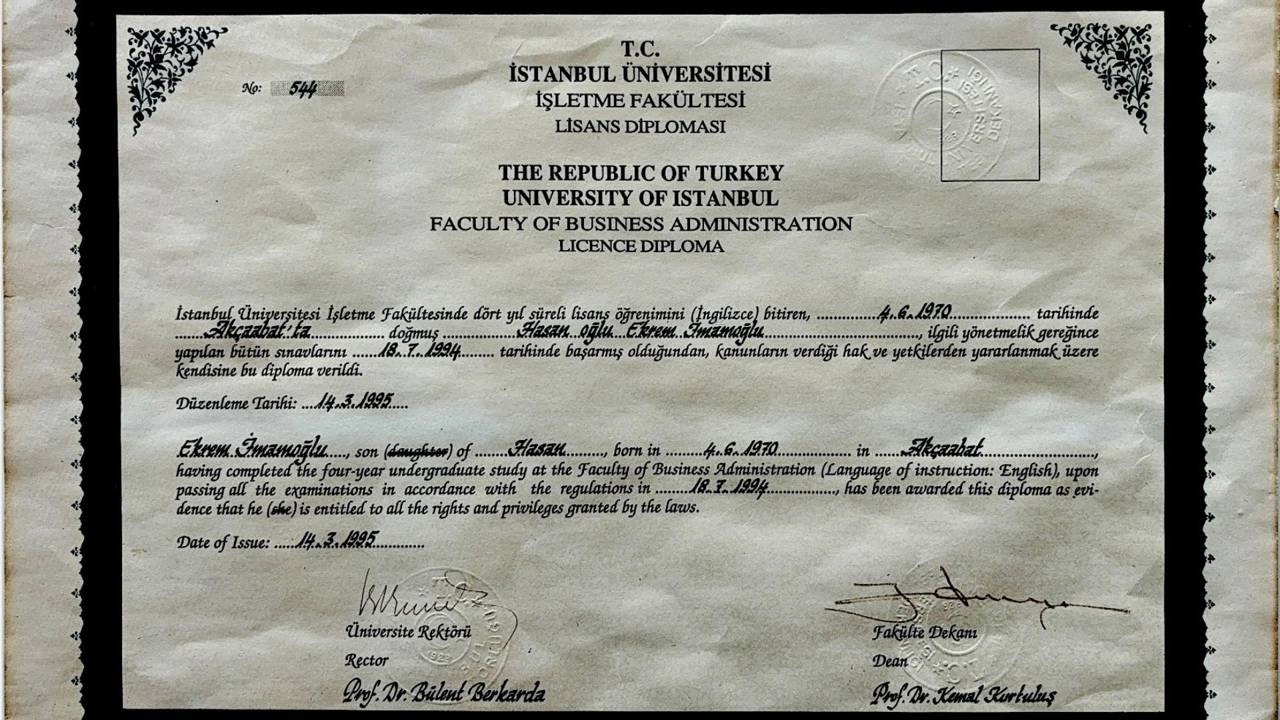 No: 544
T.C.
İSTANBUL ÜNİVERSİTESİ
İŞLETME FAKÜLTESİ
LİSANS DİPLOMASI
THE REPUBLIC OF TURKEY
UNIVERSITY OF ISTANBUL
FACULTY OF BUSINESS ADMINISTRATION
LICENCE DIPLOMA
İstanbul Üniversitesi İşletme Fakültesinde dört yıl süreli lisans öğrenimini (İngilizce) bitiren, ............4.6.1970............ tarihinde
......Akçaabat'ta............ doğmuş ............Hasan oğlu Ekrem İmamoğlu........................, ilgili yönetmelik gereğince
yapılan bütün sınavlarını .....18.7.1994...... tarihinde başarmış olduğundan, kanunların verdiği hak ve yetkilerden yararlanmak üzere
kendisine bu diploma verildi.
Düzenleme Tarihi: ....14.3.1995....
Ekrem İmamoğlu...., son (daughter) of ......Hasan......, born in .......4.6.1970............ in .......Akçaabat....................,
having completed the four-year undergraduate study at the Faculty of Business Administration (Language of instruction: English), upon
passing all the examinations in accordance with the regulations in .......18.7.1994............, has been awarded this diploma as evi-
dence that he (she) is entitled to all the rights and privileges granted by the laws.
Date of Issue: .....14.3.1995..........
Üniversite Rektörü
Rector
Prof. Dr. Bülent Berkarda
Fakülte Dekanı
Dean
Prof. Dr. Kemal Kurtuluş